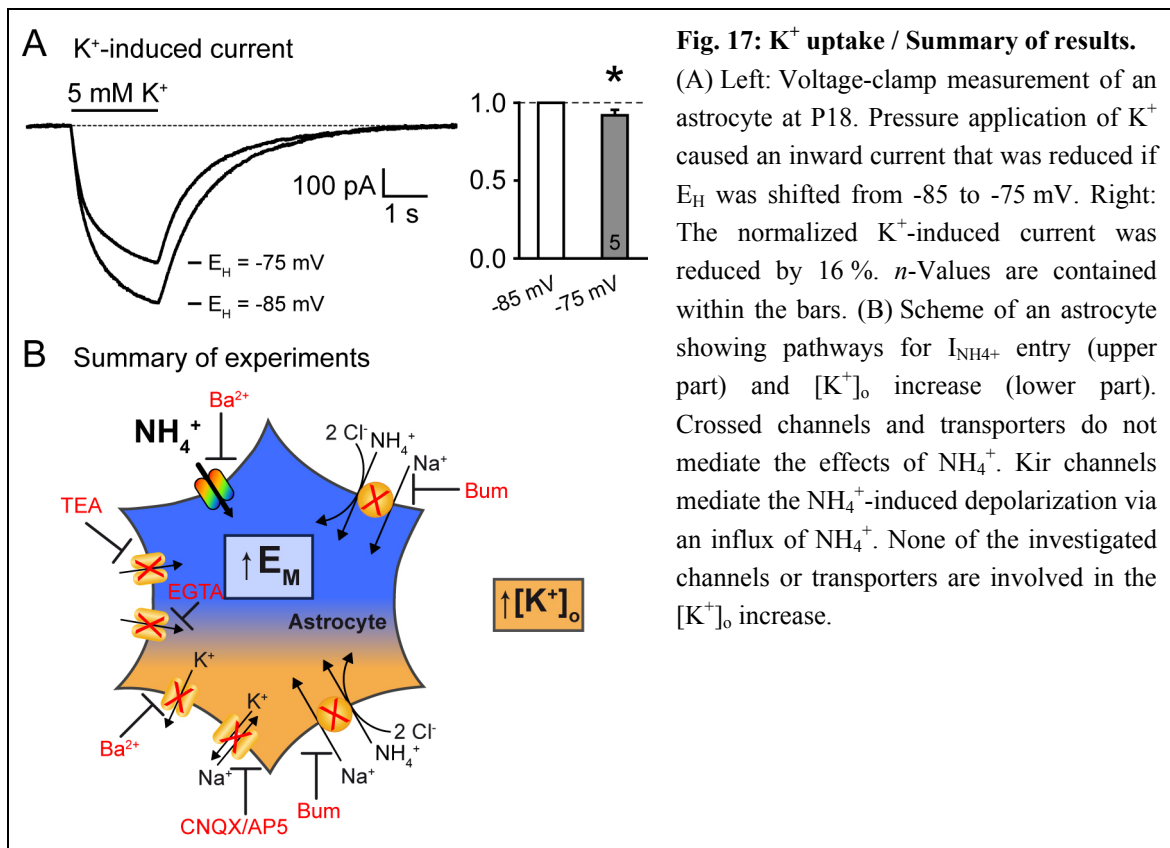 A K⁺-induced current
5 mM K⁺
100 pA
1 s
– E_H = -75 mV
– E_H = -85 mV
*
1.0
0.5
0.0
5
-85 mV
-75 mV
B Summary of experiments
Ba²⁺
NH₄⁺
2 Cl⁻
NH₄⁺
Na⁺
Bum
TEA
↑ E_M
EGTA
↑[K⁺]ₒ
Astrocyte
K⁺
K⁺
Ba²⁺
Na⁺
2 Cl⁻
NH₄⁺
Na⁺
Bum
CNQX/AP5
Fig. 17: K⁺ uptake / Summary of results.
(A) Left: Voltage-clamp measurement of an
astrocyte at P18. Pressure application of K⁺
caused an inward current that was reduced if
E_H was shifted from -85 to -75 mV. Right:
The normalized K⁺-induced current was
reduced by 16 %. n-Values are contained
within the bars. (B) Scheme of an astrocyte
showing pathways for I_NH4+ entry (upper
part) and [K⁺]ₒ increase (lower part).
Crossed channels and transporters do not
mediate the effects of NH₄⁺. Kir channels
mediate the NH₄⁺-induced depolarization via
an influx of NH₄⁺. None of the investigated
channels or transporters are involved in the
[K⁺]ₒ increase.